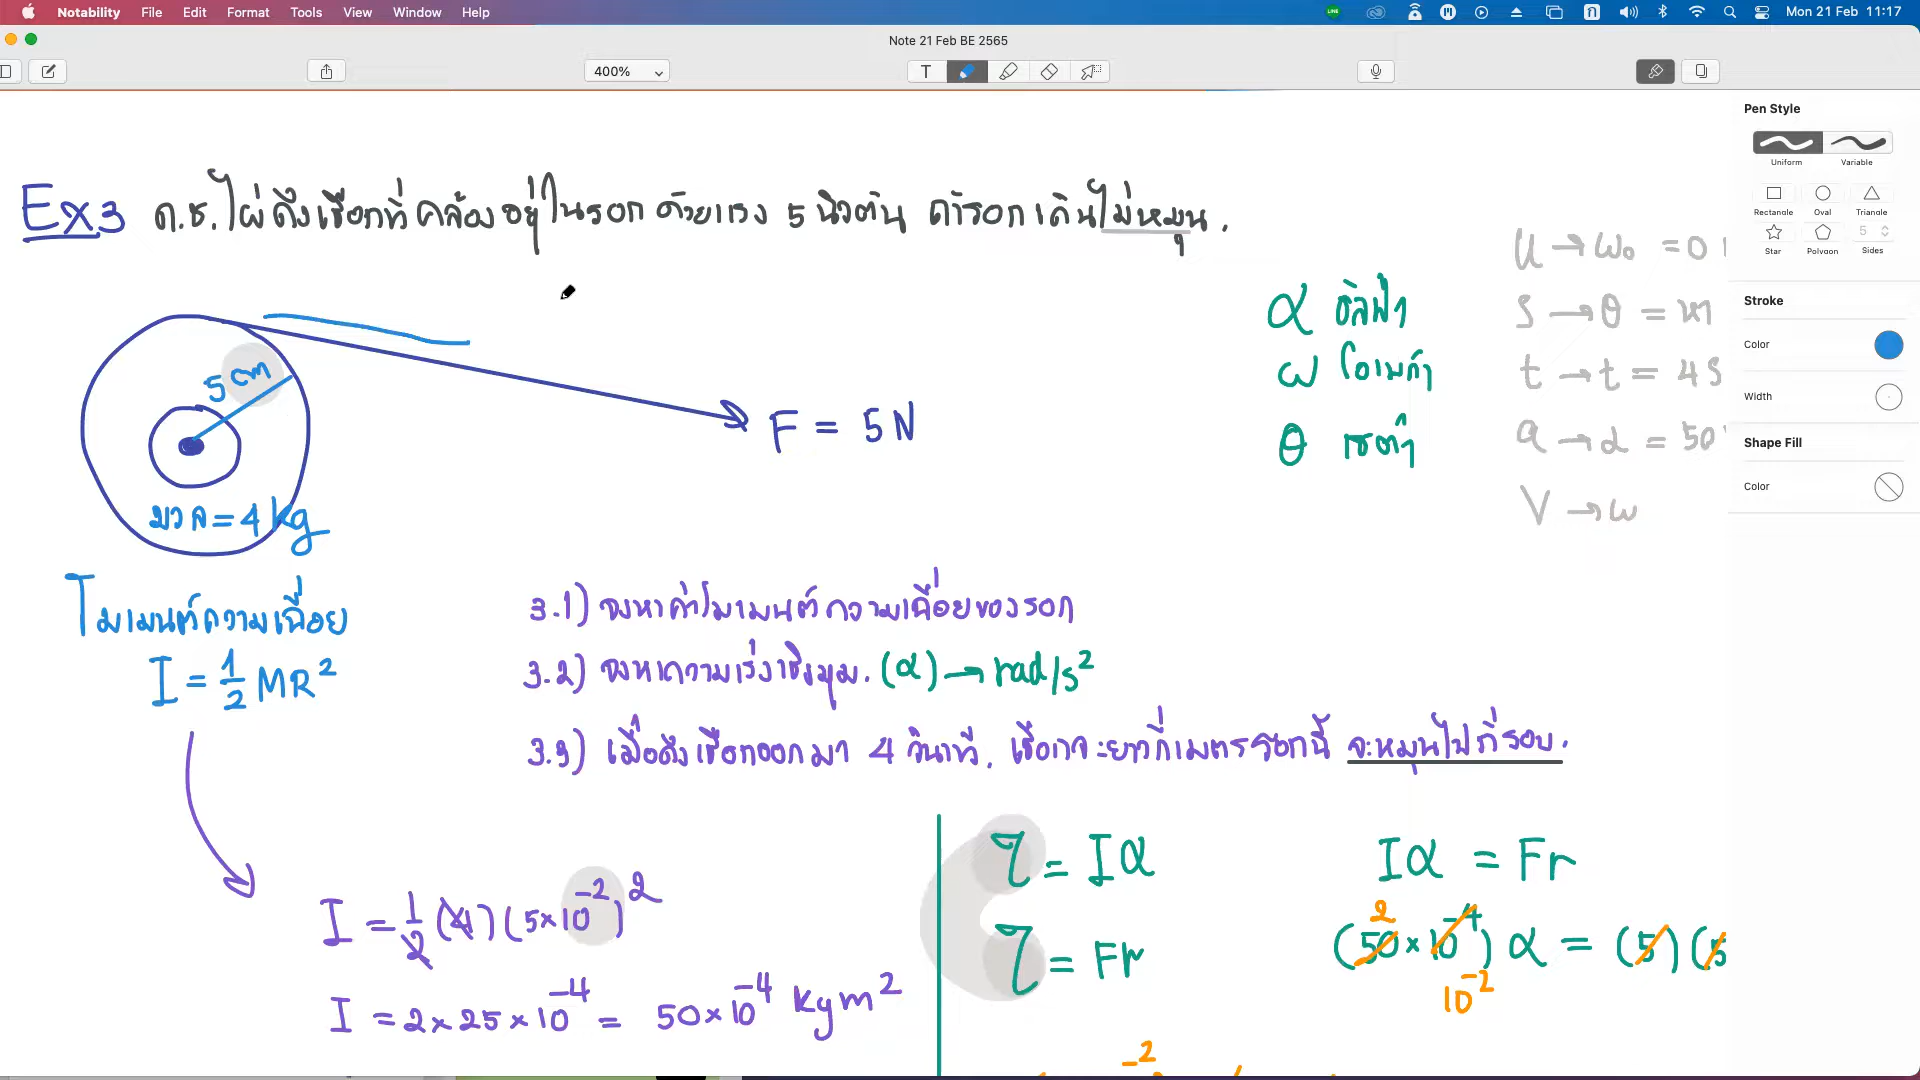 Notability File Edit Format Tools View Window Help Mon 21 Feb 11:17
Note 21 Feb BE 2565
400%
T
Ex3 ด.ช.ไผ่ดึงเชือกที่คล้องอยู่ในรอกด้วยแรง 5 นิวตัน ถ้ารอกเดิมไม่หมุน.
5 cm
F = 5N
มวล = 4 kg
โมเมนต์ความเฉื่อย
I = 1/2 MR²
α อัลฟ่า
ω โอเมก้า
θ เซต้า
u → ω₀ = 0
s → θ = หา
t → t = 4 s
a → α = 50
V → ω
3.1) จงหาค่าโมเมนต์ความเฉื่อยของรอก
3.2) จงหาความเร่งเชิงมุม. (α) → rad/s²
3.3) เมื่อดึงเชือกออกมา 4 วินาที. เชือกจะยาวกี่เมตร รอกนี้ จะหมุนไปกี่รอบ.
I = 1/2 (4) (5×10⁻²)²
I = 2 × 25 × 10⁻⁴ = 50×10⁻⁴ kgm²
τ = Iα
τ = Fr
Iα = Fr
2
(50×10⁻⁴) α = (5) (5
10⁻²
-2
Pen Style
Uniform Variable
Rectangle Oval Triangle
5
Star Polygon Sides
Stroke
Color
Width
Shape Fill
Color